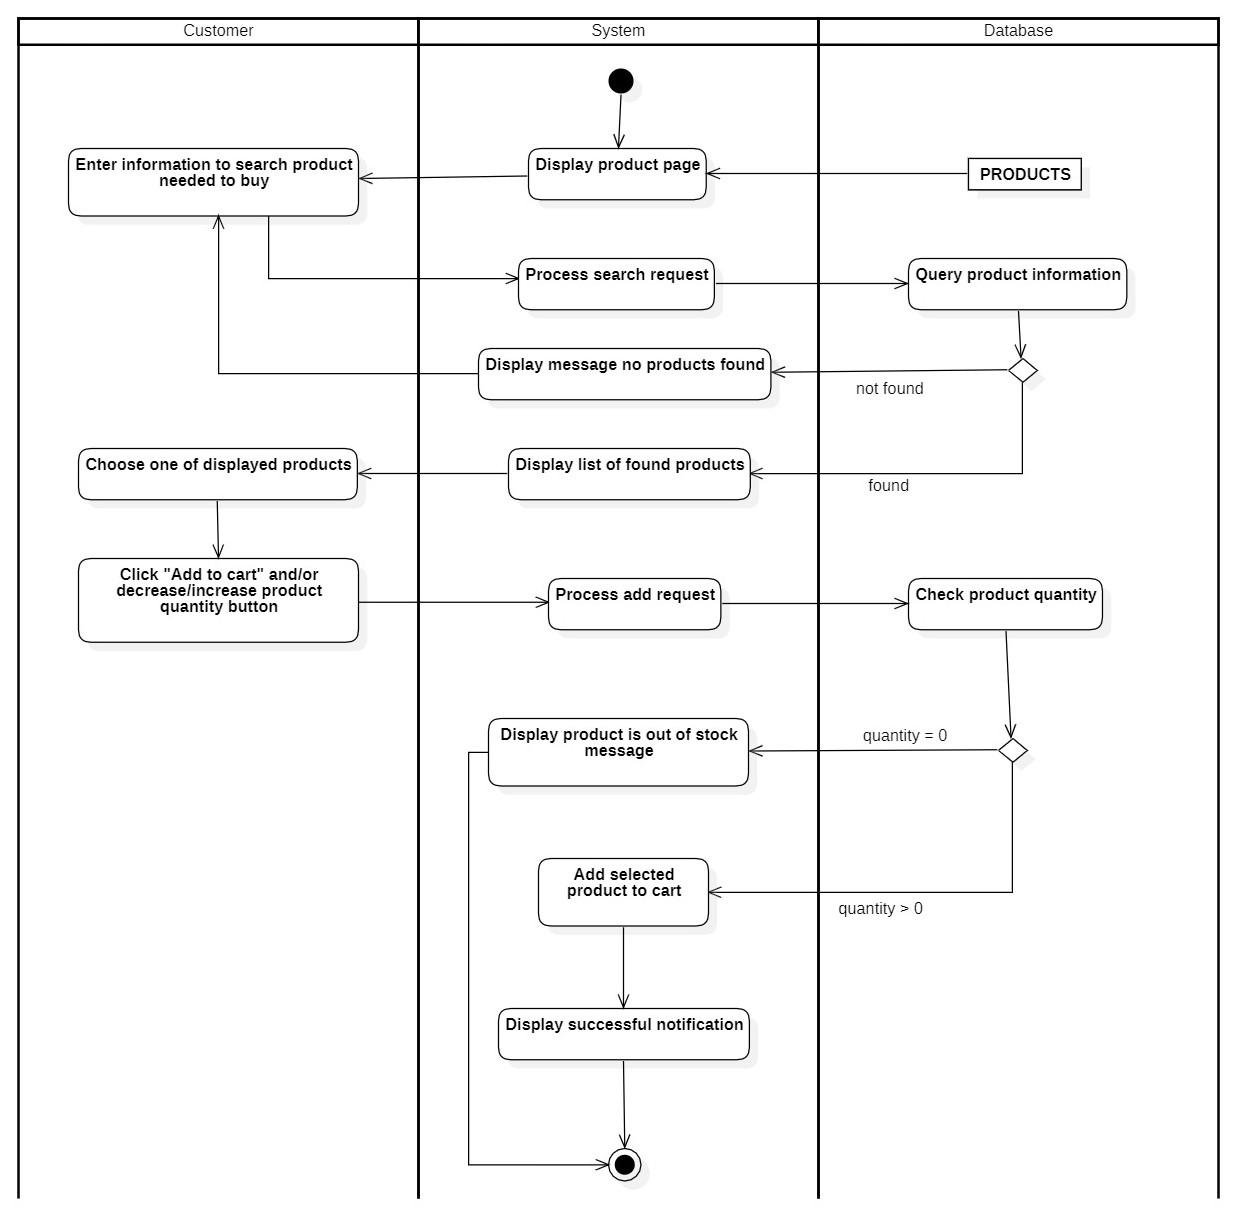 Customer
System
Database
Enter information to search product
needed to buy
Display product page
PRODUCTS
Process search request
Query product information
Display message no products found
not found
Choose one of displayed products
Display list of found products
found
Click "Add to cart" and/or
decrease/increase product
quantity button
Process add request
Check product quantity
Display product is out of stock
message
quantity = 0
Add selected
product to cart
quantity > 0
Display successful notification